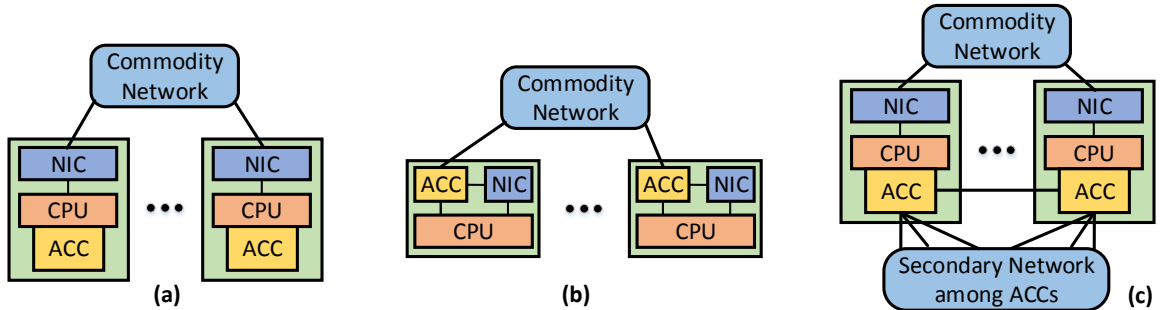 Commodity
Network
NIC
CPU
ACC
NIC
CPU
ACC
(a)
Commodity
Network
ACC
NIC
CPU
ACC
NIC
CPU
(b)
Commodity
Network
NIC
CPU
ACC
NIC
CPU
ACC
Secondary Network
among ACCs
(c)